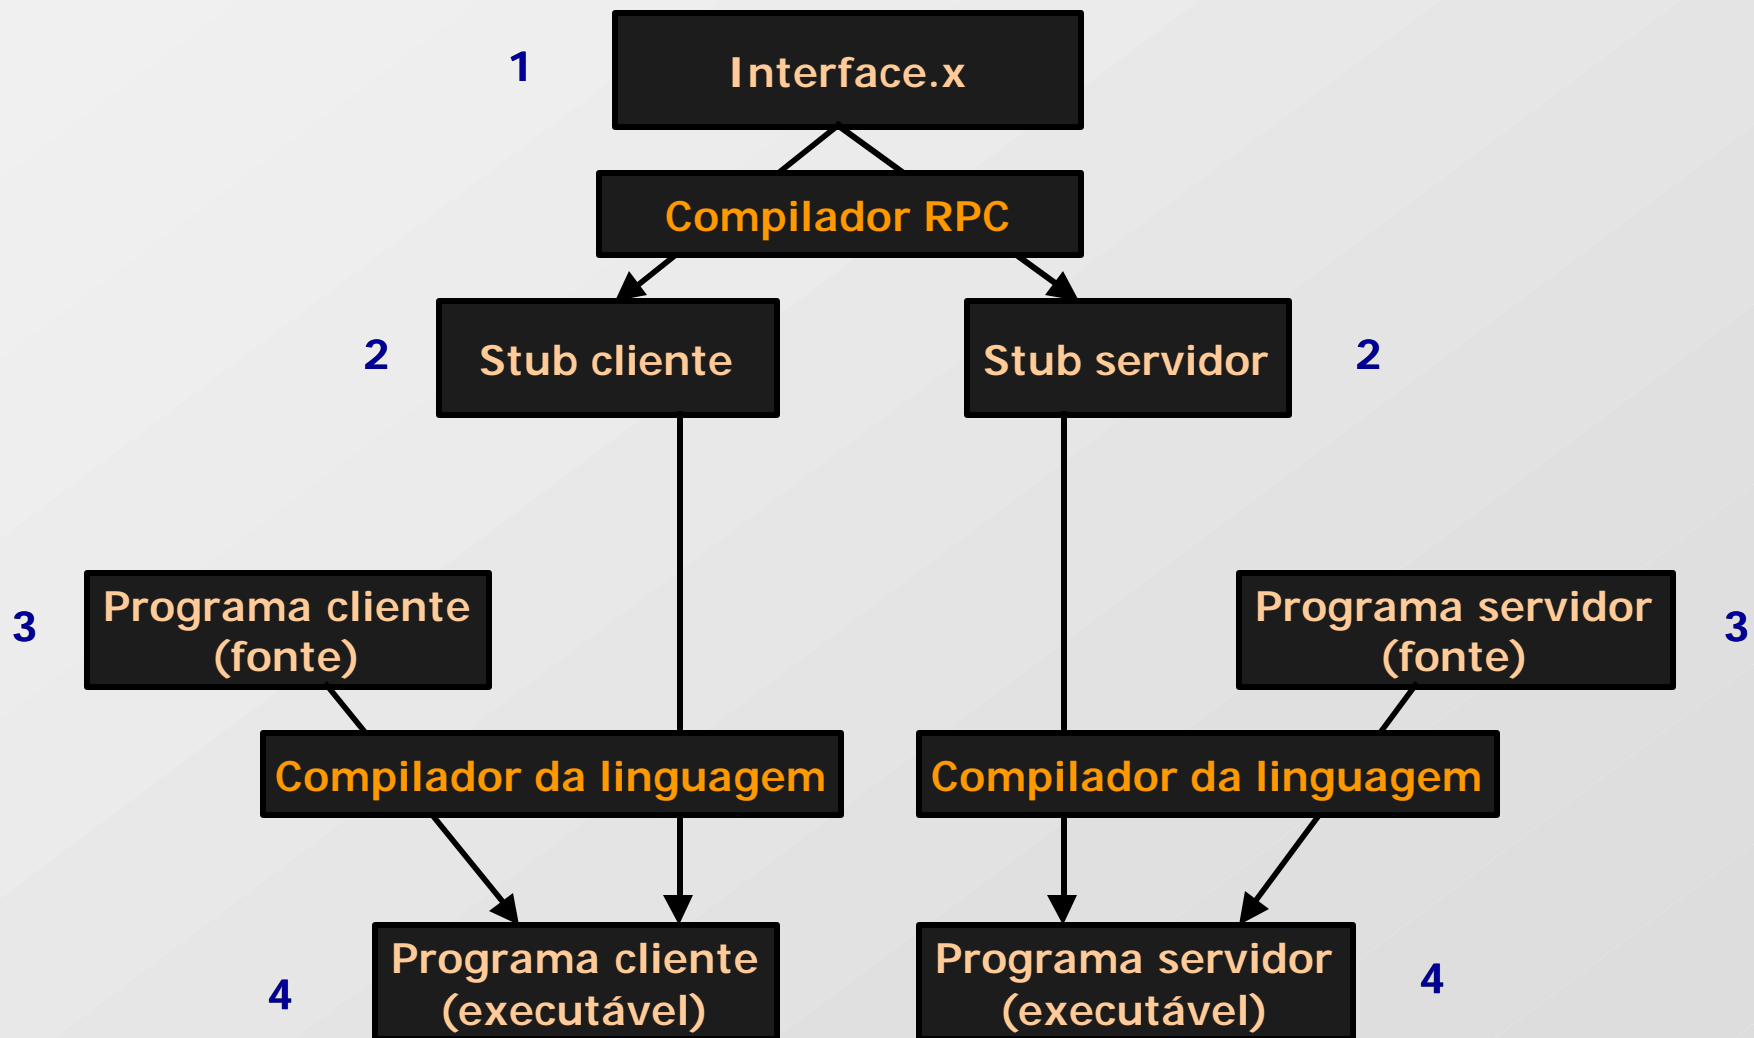 1
Interface.x
Compilador RPC
2
Stub cliente
Stub servidor
2
3
Programa cliente
(fonte)
Programa servidor
(fonte)
3
Compilador da linguagem
Compilador da linguagem
4
Programa cliente
(executável)
Programa servidor
(executável)
4